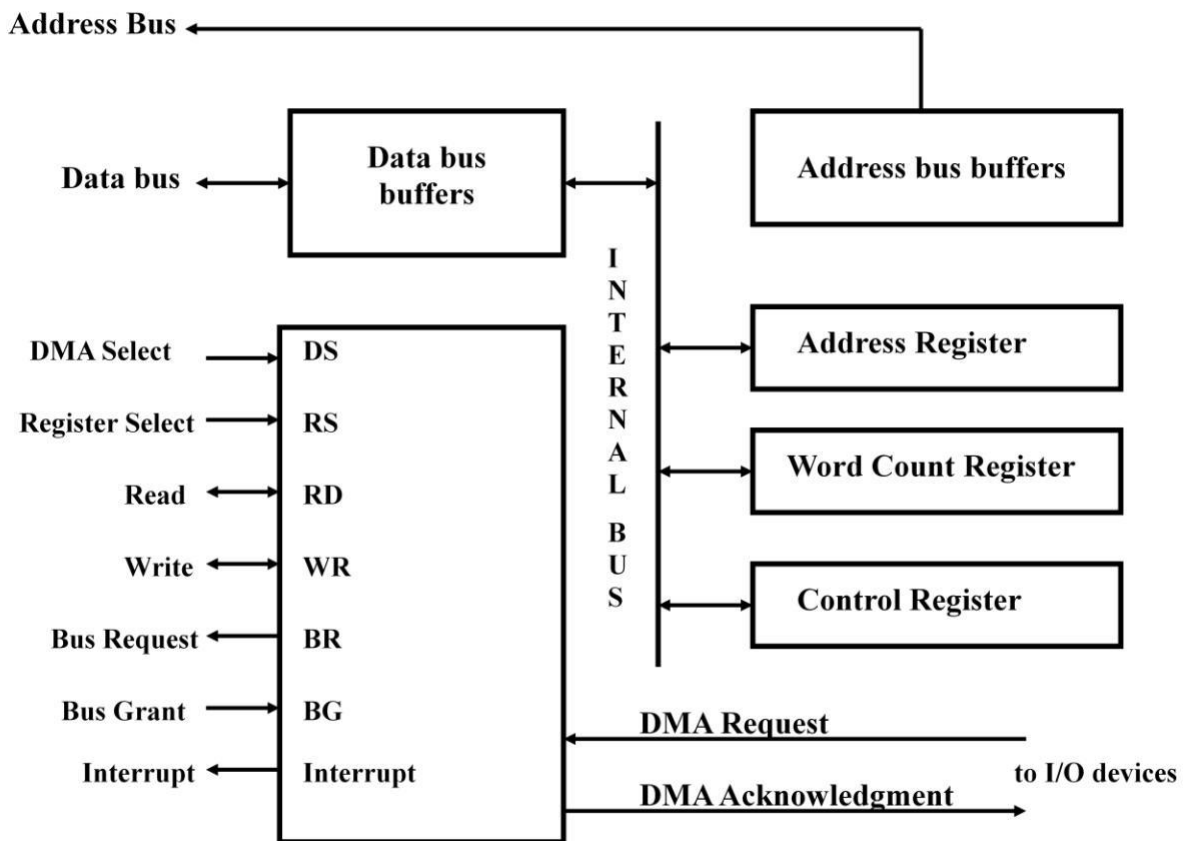 Address Bus
Data bus
Data bus
buffers
Address bus buffers
INTERNAL BUS
DMA Select
DS
Address Register
Register Select
RS
Word Count Register
Read
RD
Write
WR
Control Register
Bus Request
BR
Bus Grant
BG
DMA Request
Interrupt
Interrupt
to I/O devices
DMA Acknowledgment